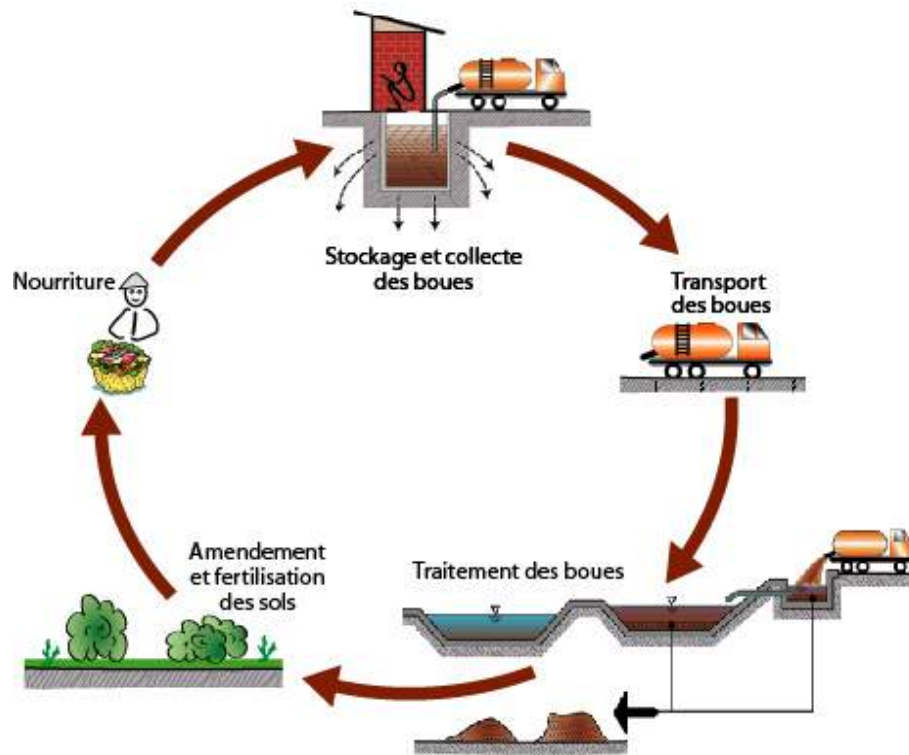 Stockage et collecte
des boues
Transport
des boues
Traitement des boues
Amendement
et fertilisation
des sols
Nourriture